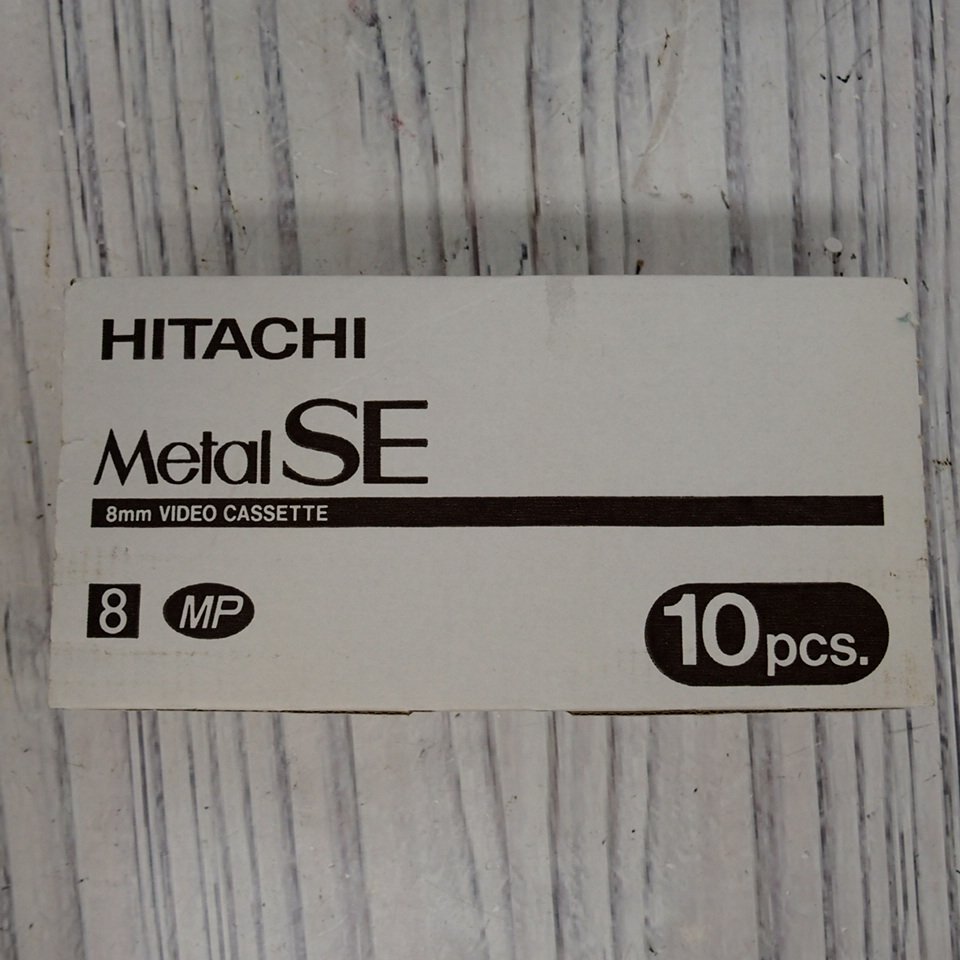 HITACHI
Metal SE
8mm VIDEO CASSETTE
8 MP
10pcs.